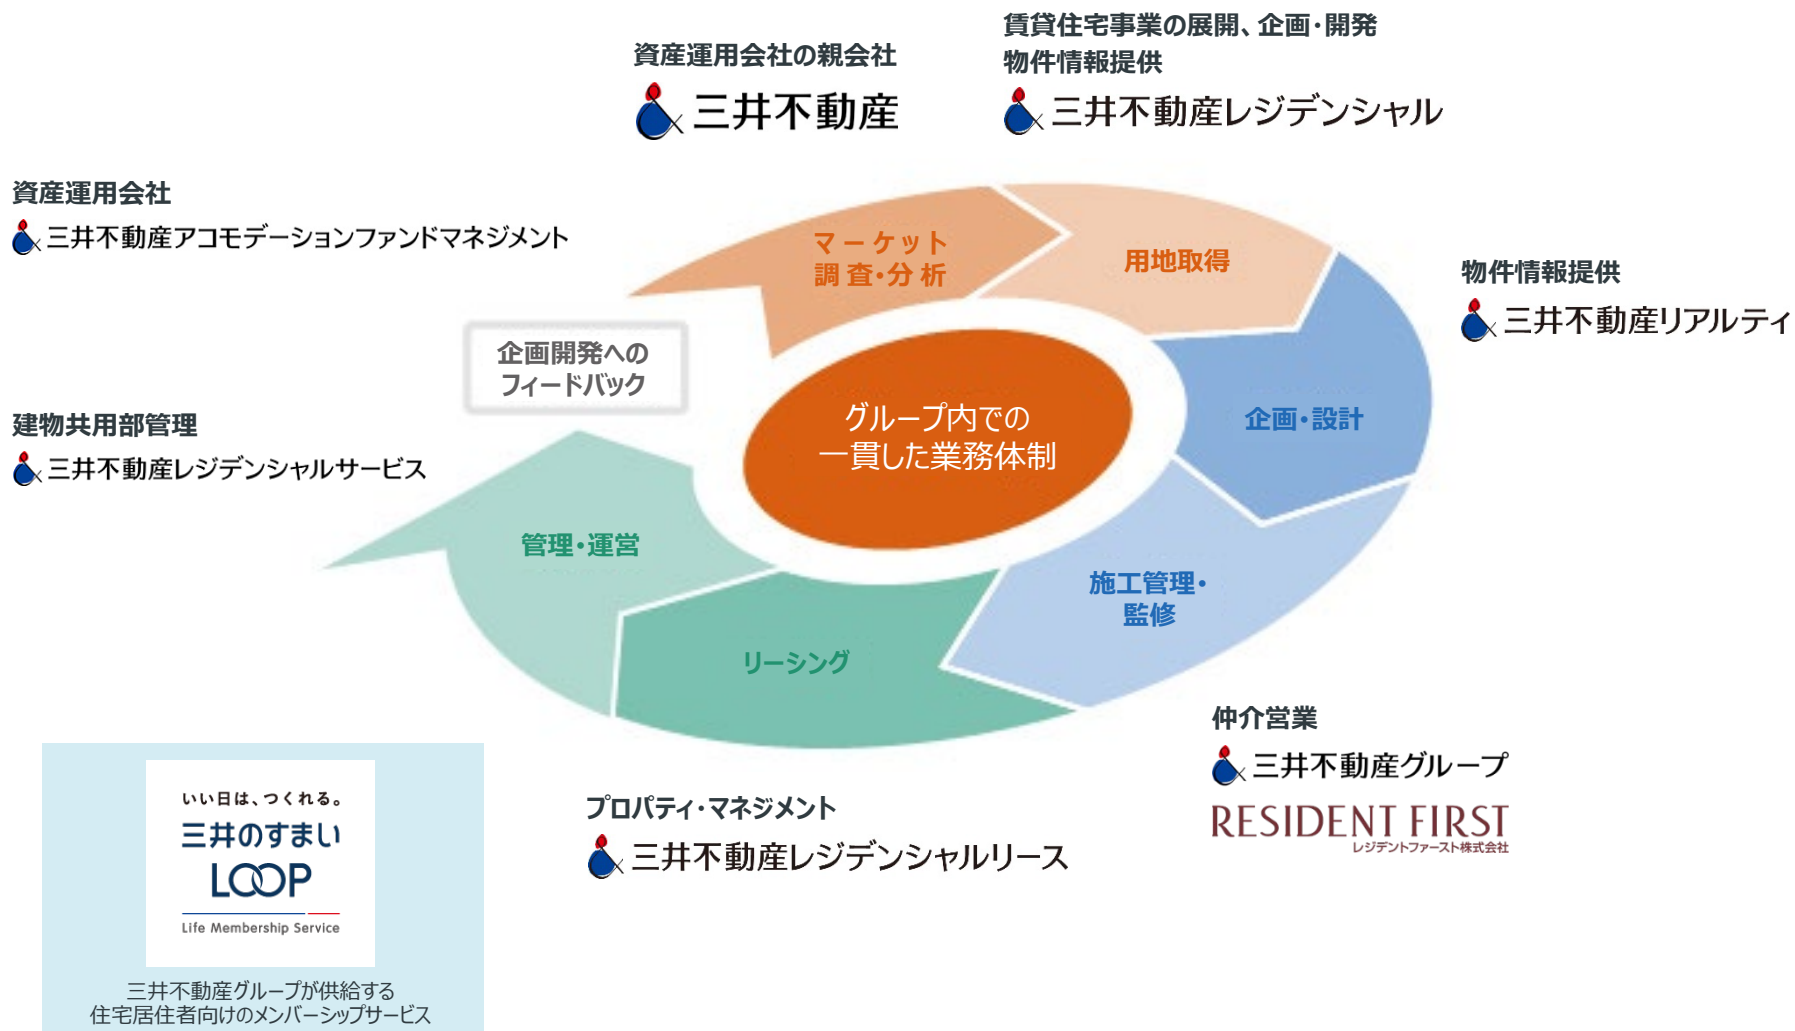 賃貸住宅事業の展開、企画・開発
物件情報提供
三井不動産レジデンシャル
資産運用会社の親会社
三井不動産
資産運用会社
三井不動産アコモデーションファンドマネジメント
マーケット
調査・分析
用地取得
物件情報提供
三井不動産リアルティ
企画開発への
フィードバック
グループ内での
一貫した業務体制
企画・設計
建物共用部管理
三井不動産レジデンシャルサービス
管理・運営
施工管理・
監修
リーシング
仲介営業
三井不動産グループ
RESIDENT FIRST
レジデントファースト株式会社
プロパティ・マネジメント
三井不動産レジデンシャルリース
いい日は、つくれる。
三井のすまい
LOOP
Life Membership Service
三井不動産グループが供給する
住宅居住者向けのメンバーシップサービス